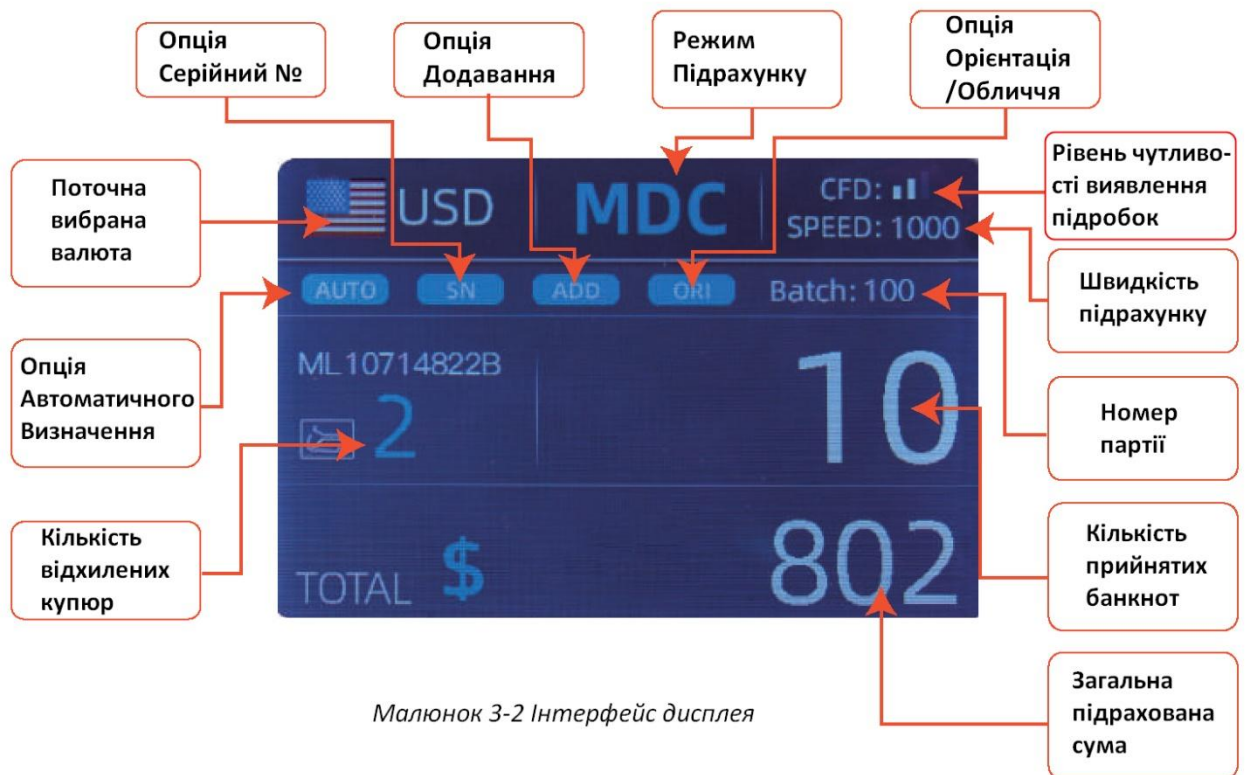 Опція
Серійний №
Опція
Додавання
Режим
Підрахунку
Опція
Орієнтація
/Обличчя
Рівень чутливо-
сті виявлення
підробок
Поточна
вибрана
валюта
USD
MDC
CFD:
SPEED: 1000
Швидкість
підрахунку
AUTO
SN
ADD
ORI
Batch: 100
Опція
Автоматичного
Визначення
ML10714822B
2
10
Номер
партії
Кількість
відхилених
купюр
TOTAL $
802
Кількість
прийнятих
банкнот
Загальна
підрахована
сума
Малюнок 3-2 Інтерфейс дисплея